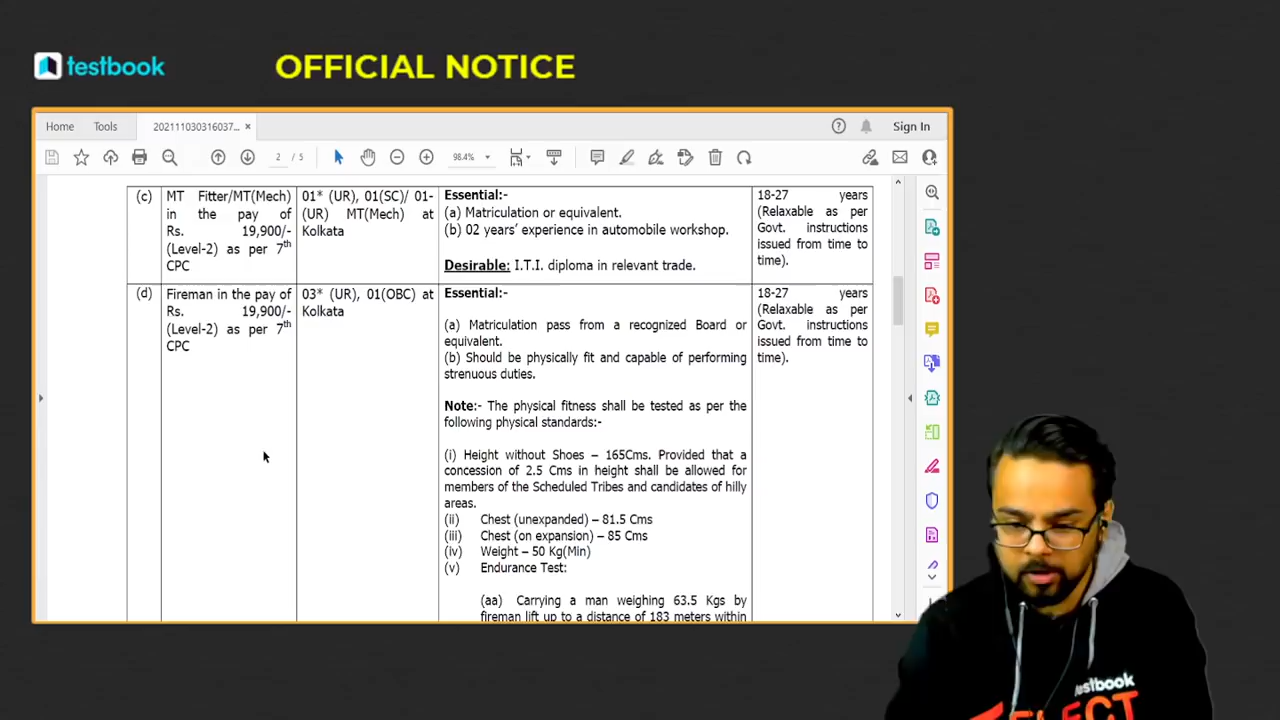 testbook
OFFICIAL NOTICE
Home
Tools
202111030316037... ×
Sign In
2 / 5
98.4%
(c)
MT Fitter/MT(Mech)
in the pay of
Rs. 19,900/-
(Level-2) as per 7th
CPC
01* (UR), 01(SC)/ 01-
(UR) MT(Mech) at
Kolkata
Essential:-
(a) Matriculation or equivalent.
(b) 02 years' experience in automobile workshop.
Desirable: I.T.I. diploma in relevant trade.
18-27 years
(Relaxable as per
Govt. instructions
issued from time to
time).
(d)
Fireman in the pay of
Rs. 19,900/-
(Level-2) as per 7th
CPC
03* (UR), 01(OBC) at
Kolkata
Essential:-
(a) Matriculation pass from a recognized Board or
equivalent.
(b) Should be physically fit and capable of performing
strenuous duties.
Note:- The physical fitness shall be tested as per the
following physical standards:-
(i) Height without Shoes – 165Cms. Provided that a
concession of 2.5 Cms in height shall be allowed for
members of the Scheduled Tribes and candidates of hilly
areas.
(ii) Chest (unexpanded) – 81.5 Cms
(iii) Chest (on expansion) – 85 Cms
(iv) Weight – 50 Kg(Min)
(v) Endurance Test:
(aa) Carrying a man weighing 63.5 Kgs by
fireman lift up to a distance of 183 meters within
18-27 years
(Relaxable as per
Govt. instructions
issued from time to
time).
testbook
SELECT